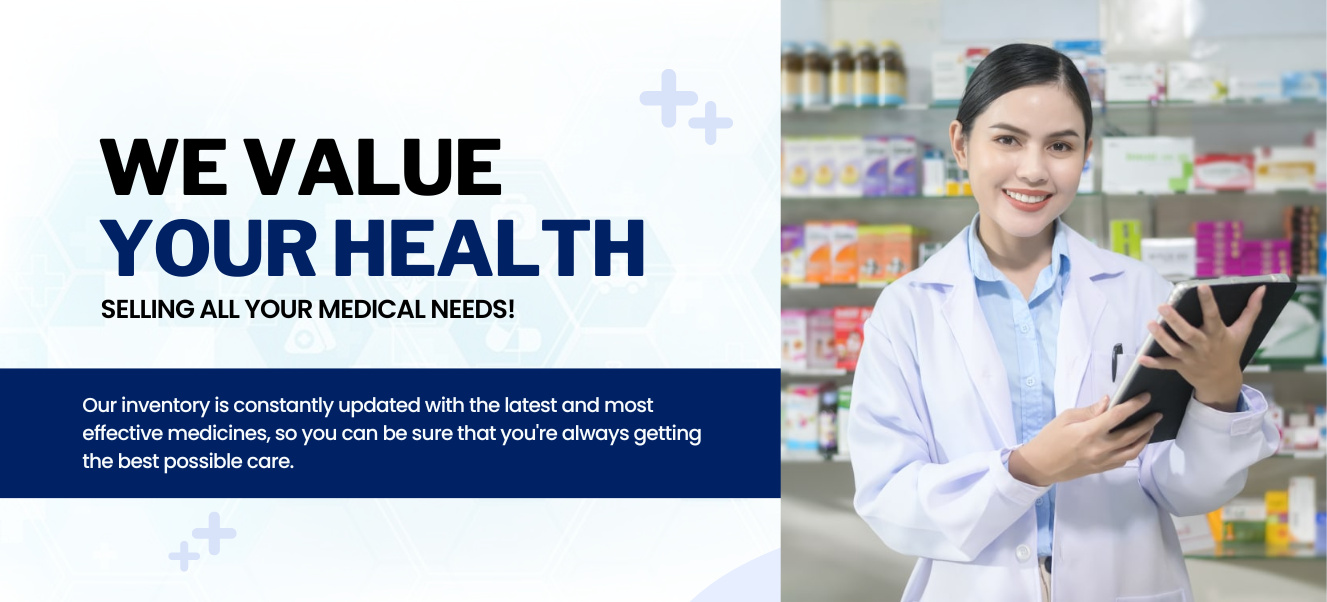 WE VALUE
YOUR HEALTH
SELLING ALL YOUR MEDICAL NEEDS!
Our inventory is constantly updated with the latest and most
effective medicines, so you can be sure that you're always getting
the best possible care.